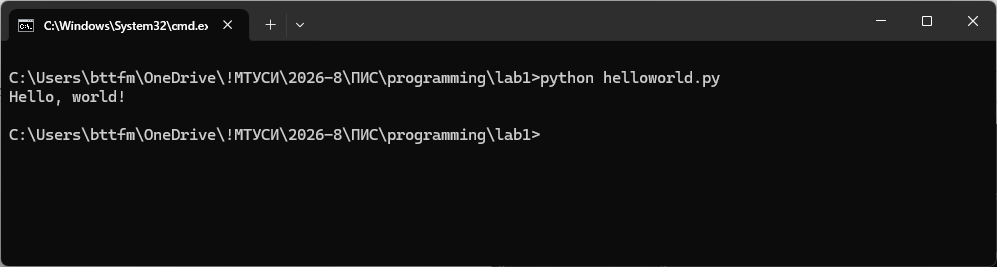 C:\Windows\System32\cmd.e
C:\Users\bttfm\OneDrive\!МТУСИ\2026-8\ПИС\programming\lab1>python helloworld.py
Hello, world!
C:\Users\bttfm\OneDrive\!МТУСИ\2026-8\ПИС\programming\lab1>